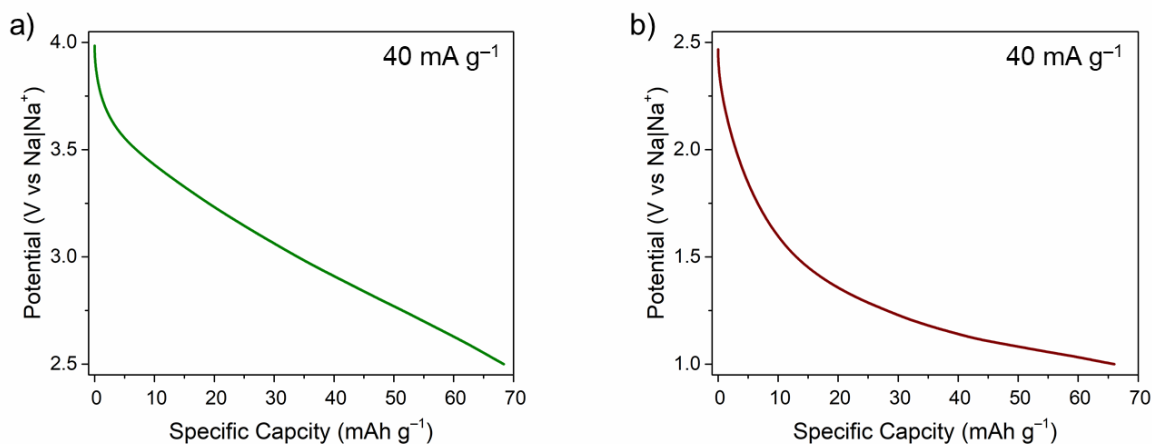 a)
40 mA g⁻¹
Potential (V vs Na|Na⁺)
4.0
3.5
3.0
2.5
0 10 20 30 40 50 60 70
Specific Capcity (mAh g⁻¹)
b)
40 mA g⁻¹
Potential (V vs Na|Na⁺)
2.5
2.0
1.5
1.0
0 10 20 30 40 50 60 70
Specific Capcity (mAh g⁻¹)